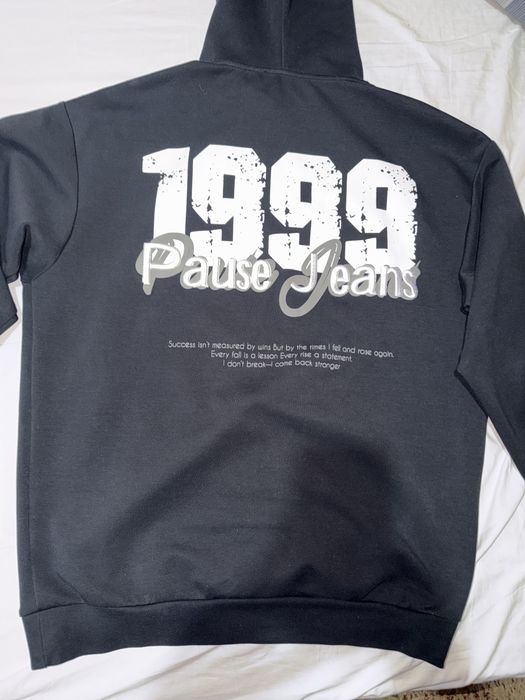 1999
Pause Jeans
Success isn't measured by wins But by the times I fell and rose again.
Every fall is a lesson Every rise a statement
I don't break—I come back stronger